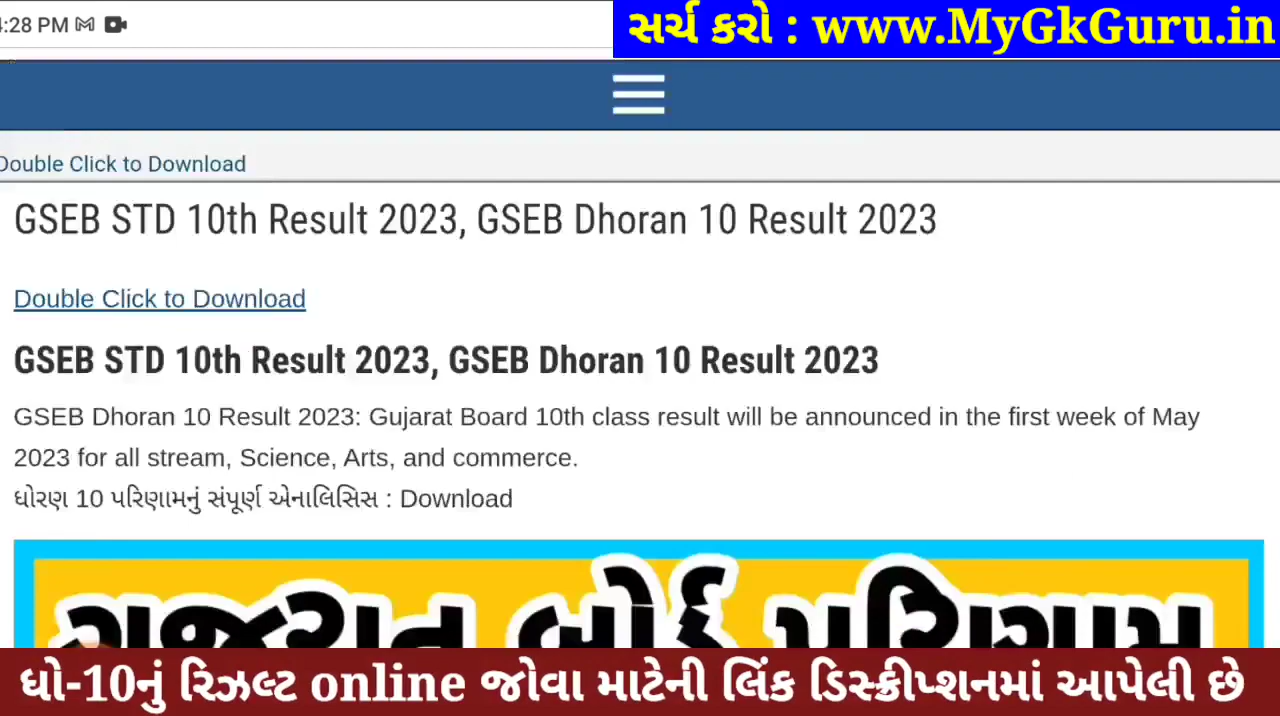 4:28 PM
સર્ચ કરો : www.MyGkGuru.in
Double Click to Download
GSEB STD 10th Result 2023, GSEB Dhoran 10 Result 2023
Double Click to Download
GSEB STD 10th Result 2023, GSEB Dhoran 10 Result 2023
GSEB Dhoran 10 Result 2023: Gujarat Board 10th class result will be announced in the first week of May
2023 for all stream, Science, Arts, and commerce.
ધોરણ 10 પરિણામનું સંપૂર્ણ એનાલિસિસ : Download
ગુજરાત બોર્ડ પરિણામ
ધો-10નું રિઝલ્ટ online જોવા માટેની લિંક ડિસ્ક્રીપ્શનમાં આપેલી છે